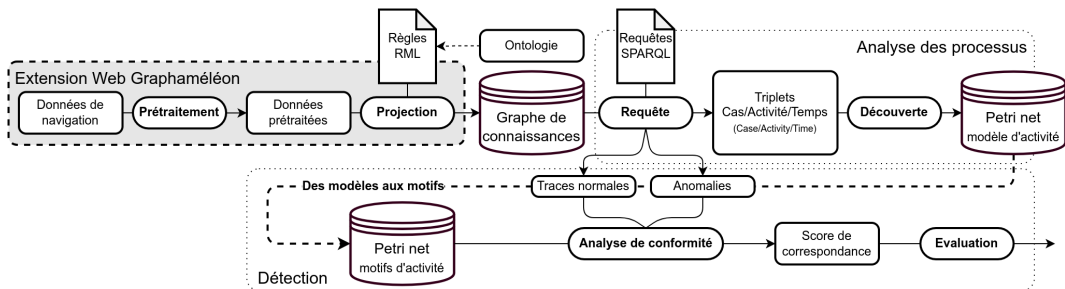 Règles
RML
Ontologie
Requêtes
SPARQL
Analyse des processus
Extension Web Graphaméléon
Données de
navigation
Prétraitement
Données
prétraitées
Projection
Graphe de
connaissances
Requête
Triplets
Cas/Activité/Temps
(Case/Activity/Time)
Découverte
Petri net
modèle d'activité
Des modèles aux motifs
Traces normales
Anomalies
Petri net
motifs d'activité
Analyse de conformité
Score de
correspondance
Evaluation
Détection